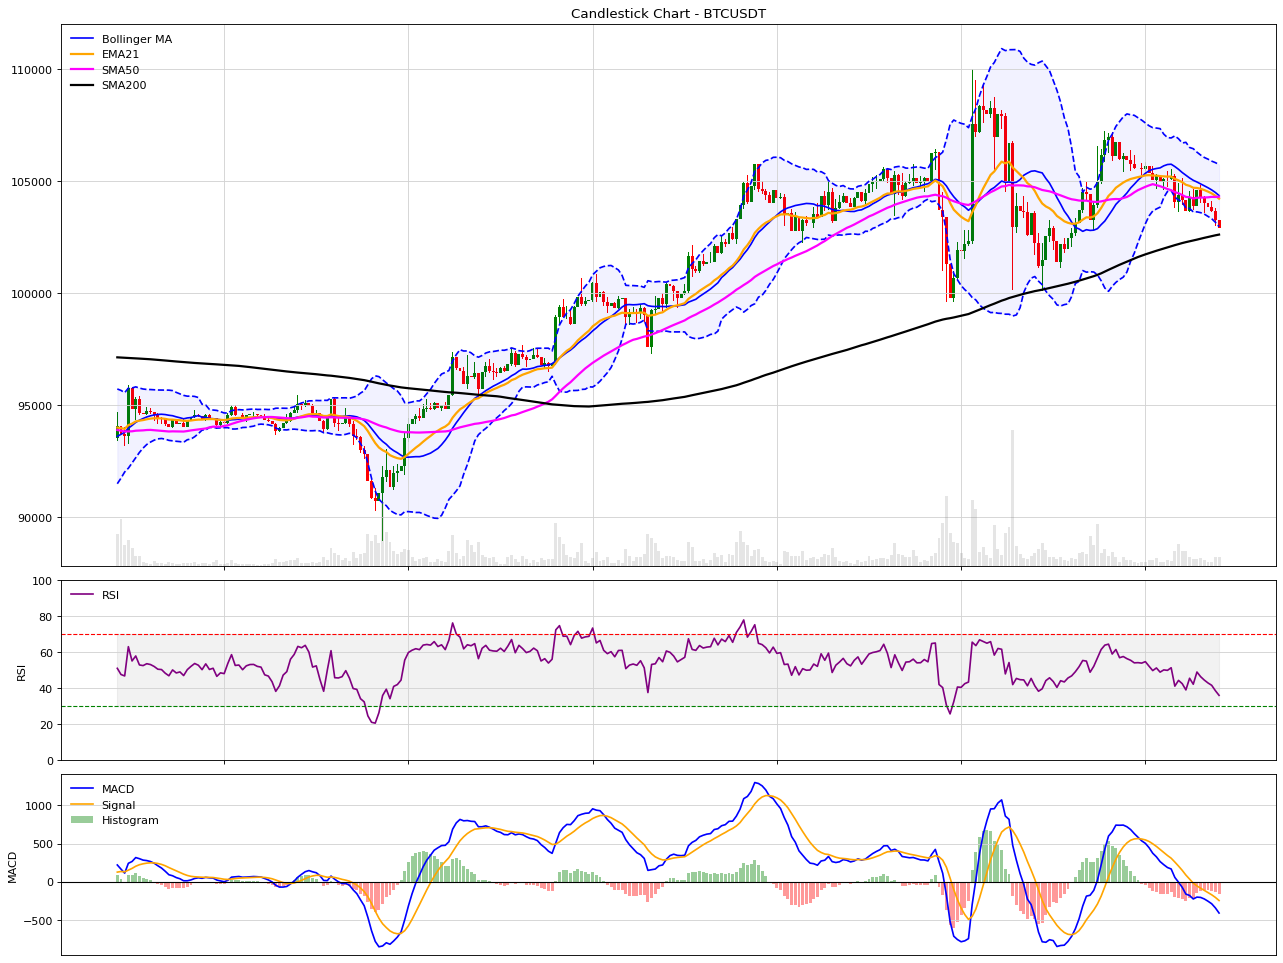 Candlestick Chart - BTCUSDT
Bollinger MA
EMA21
SMA50
SMA200
110000
105000
100000
95000
90000
RSI
100
80
60
40
20
0
RSI
MACD
Signal
Histogram
1000
500
0
−500
MACD